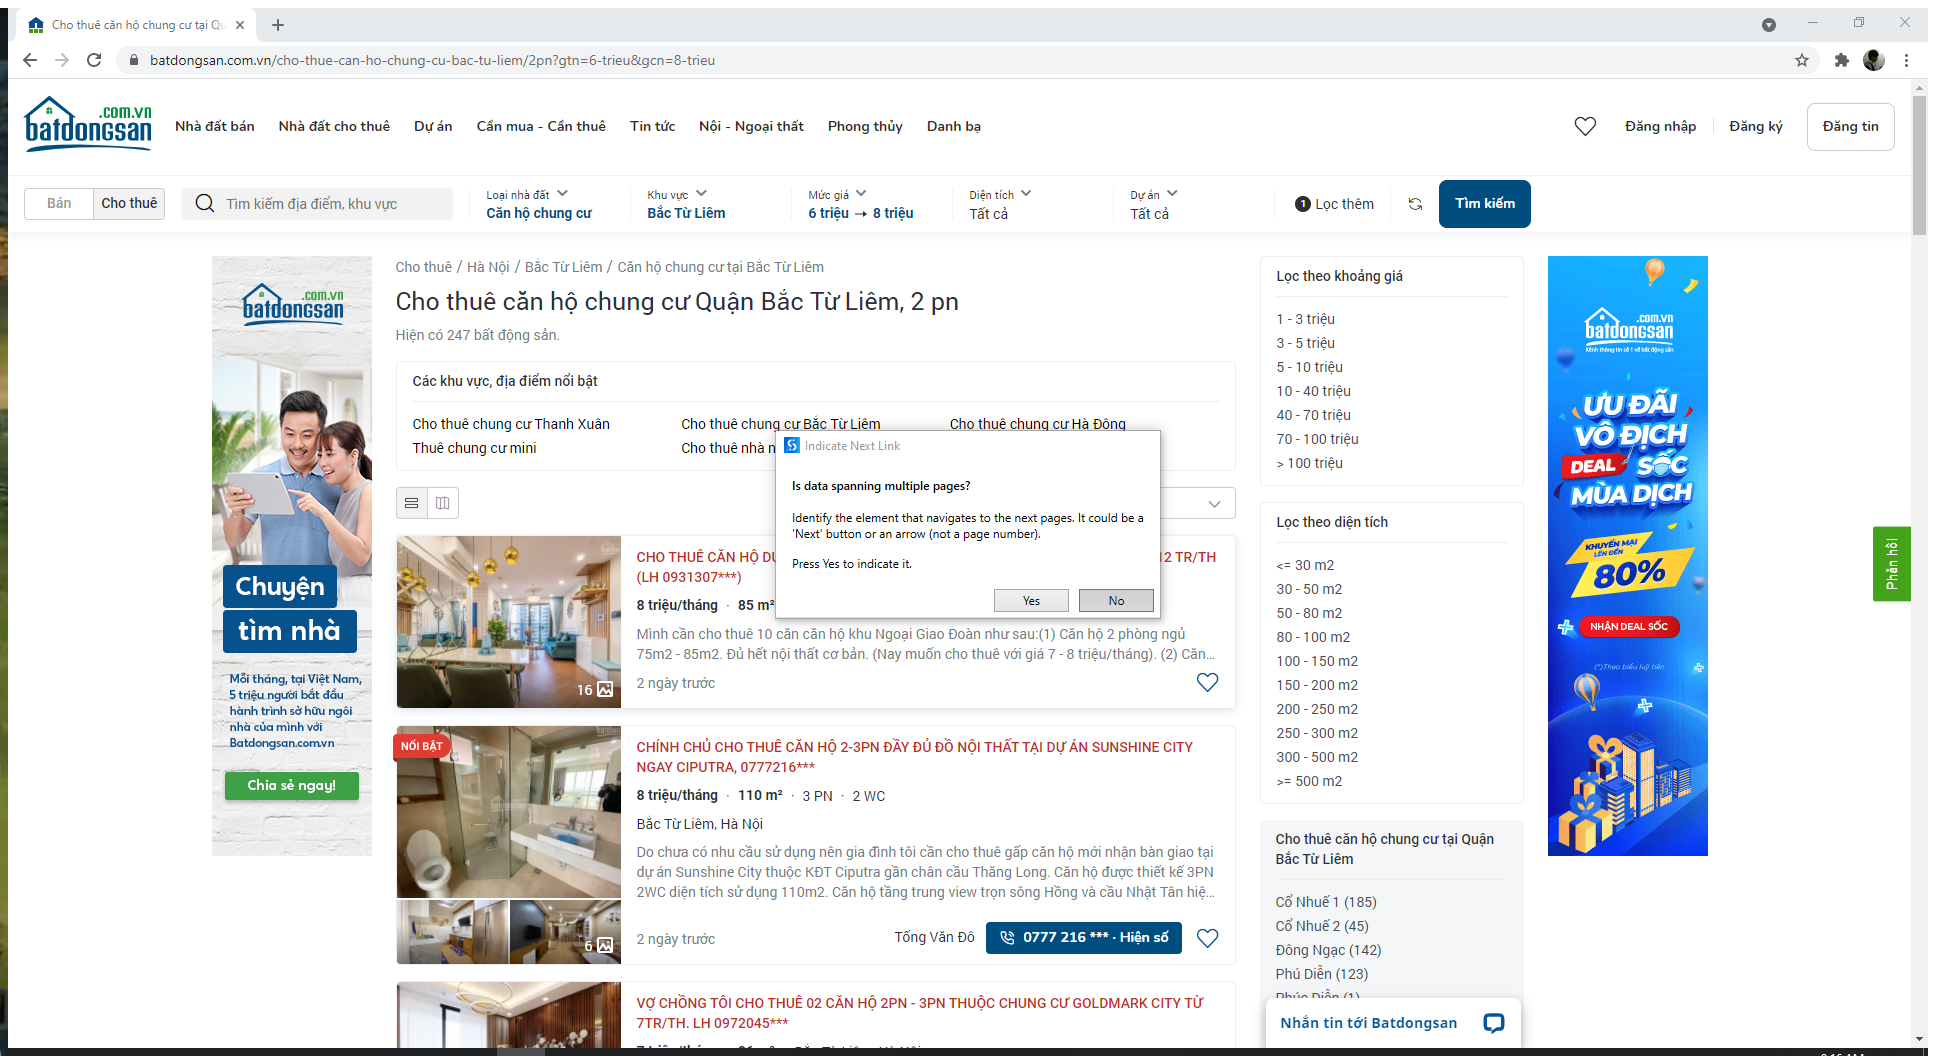 Cho thuê căn hộ chung cư tại Qu
batdongsan.com.vn/cho-thue-can-ho-chung-cu-bac-tu-liem/2pn?gtn=6-trieu&gcn=8-trieu
.com.vn
batdongsan
Nhà đất bán
Nhà đất cho thuê
Dự án
Cần mua - Cần thuê
Tin tức
Nội - Ngoại thất
Phong thủy
Danh bạ
Đăng nhập
Đăng ký
Đăng tin
Bán
Cho thuê
Tìm kiếm địa điểm, khu vực
Loại nhà đất
Căn hộ chung cư
Khu vực
Bắc Từ Liêm
Mức giá
6 triệu → 8 triệu
Diện tích
Tất cả
Dự án
Tất cả
1 Lọc thêm
Tìm kiếm
.com.vn
batdongsan
Chuyện
tìm nhà
Mỗi tháng, tại Việt Nam,
5 triệu người bắt đầu
hành trình sở hữu ngôi
nhà của mình với
Batdongsan.com.vn
Chia sẻ ngay!
Cho thuê / Hà Nội / Bắc Từ Liêm / Căn hộ chung cư tại Bắc Từ Liêm
Cho thuê căn hộ chung cư Quận Bắc Từ Liêm, 2 pn
Hiện có 247 bất động sản.
Các khu vực, địa điểm nổi bật
Cho thuê chung cư Thanh Xuân
Cho thuê chung cư Bắc Từ Liêm
Cho thuê chung cư Hà Đông
Thuê chung cư mini
Cho thuê nhà n
Indicate Next Link
Is data spanning multiple pages?
Identify the element that navigates to the next pages. It could be a
'Next' button or an arrow (not a page number).
Press Yes to indicate it.
Yes
No
CHO THUÊ CĂN HỘ DU
12 TR/TH
(LH 0931307***)
8 triệu/tháng · 85 m²
Mình cần cho thuê 10 căn căn hộ khu Ngoại Giao Đoàn như sau:(1) Căn hộ 2 phòng ngủ
75m2 - 85m2. Đủ hết nội thất cơ bản. (Nay muốn cho thuê với giá 7 - 8 triệu/tháng). (2) Căn...
16
2 ngày trước
NỔI BẬT
CHÍNH CHỦ CHO THUÊ CĂN HỘ 2-3PN ĐẦY ĐỦ ĐỒ NỘI THẤT TẠI DỰ ÁN SUNSHINE CITY
NGAY CIPUTRA, 0777216***
8 triệu/tháng · 110 m² · 3 PN · 2 WC
Bắc Từ Liêm, Hà Nội
Do chưa có nhu cầu sử dụng nên gia đình tôi cần cho thuê gấp căn hộ mới nhận bàn giao tại
dự án Sunshine City thuộc KĐT Ciputra gần chân cầu Thăng Long. Căn hộ được thiết kế 3PN
2WC diện tích sử dụng 110m2. Căn hộ tầng trung view trọn sông Hồng và cầu Nhật Tân hiệ...
6
2 ngày trước
Tống Văn Đô
0777 216 *** · Hiện số
VỢ CHỒNG TÔI CHO THUÊ 02 CĂN HỘ 2PN - 3PN THUỘC CHUNG CƯ GOLDMARK CITY TỪ
7TR/TH. LH 0972045***
Lọc theo khoảng giá
1 - 3 triệu
3 - 5 triệu
5 - 10 triệu
10 - 40 triệu
40 - 70 triệu
70 - 100 triệu
> 100 triệu
Lọc theo diện tích
<= 30 m2
30 - 50 m2
50 - 80 m2
80 - 100 m2
100 - 150 m2
150 - 200 m2
200 - 250 m2
250 - 300 m2
300 - 500 m2
>= 500 m2
Cho thuê căn hộ chung cư tại Quận
Bắc Từ Liêm
Cổ Nhuế 1 (185)
Cổ Nhuế 2 (45)
Đông Ngạc (142)
Phú Diễn (123)
Phúc Diễn (1)
Nhắn tin tới Batdongsan
.com.vn
batdongsan
Kênh thông tin số 1 về bất động sản
ƯU ĐÃI
VÔ ĐỊCH
DEAL SỐC
MÙA DỊCH
KHUYẾN MẠI
LÊN ĐẾN
80%
NHẬN DEAL SỐC
(*)Theo biểu luỹ tiến
Phản hồi